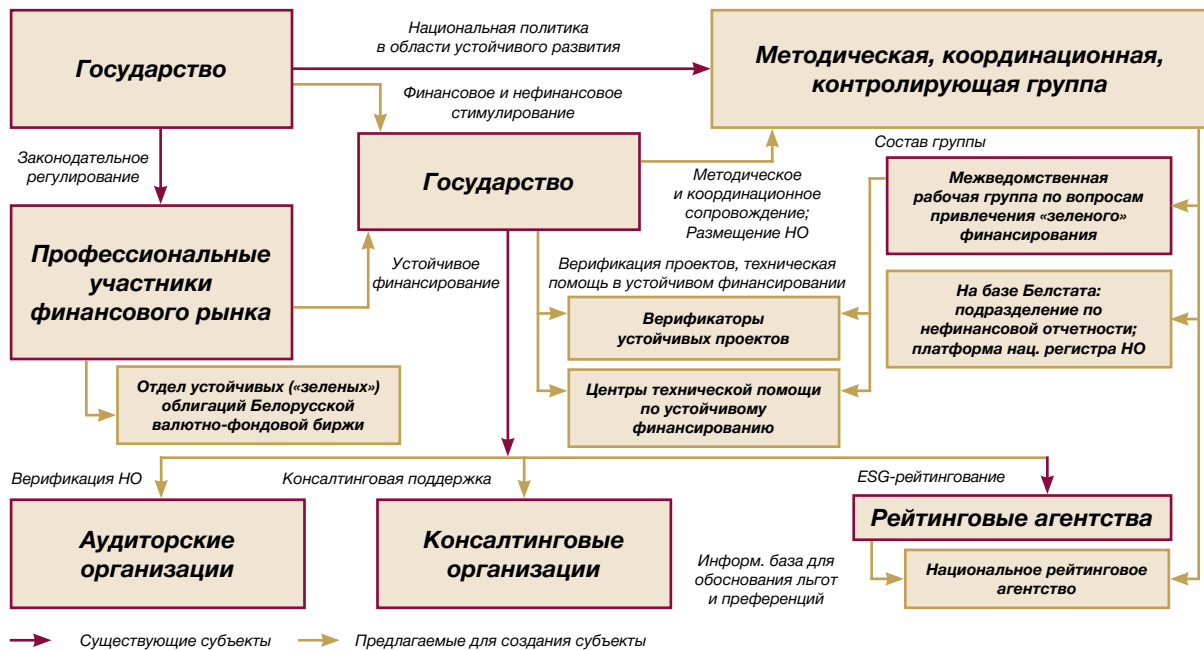 Национальная политика
в области устойчивого развития
Государство
Методическая, координационная,
контролирующая группа
Финансовое и нефинансовое
стимулирование
Законодательное
регулирование
Государство
Методическое
и координационное
сопровождение;
Размещение НО
Состав группы
Межведомственная
рабочая группа по вопросам
привлечения «зеленого»
финансирования
Профессиональные
участники
финансового рынка
Устойчивое
финансирование
Верификация проектов, техническая
помощь в устойчивом финансировании
Верификаторы
устойчивых проектов
На базе Белстата:
подразделение по
нефинансовой отчетности;
платформа нац. регистра НО
Отдел устойчивых («зеленых»)
облигаций Белорусской
валютно-фондовой биржи
Центры технической помощи
по устойчивому
финансированию
Верификация НО
Консалтинговая поддержка
ESG-рейтингование
Аудиторские
организации
Консалтинговые
организации
Рейтинговые агентства
Информ. база для
обоснования льгот
и преференций
Национальное рейтинговое
агентство
Существующие субъекты
Предлагаемые для создания субъекты